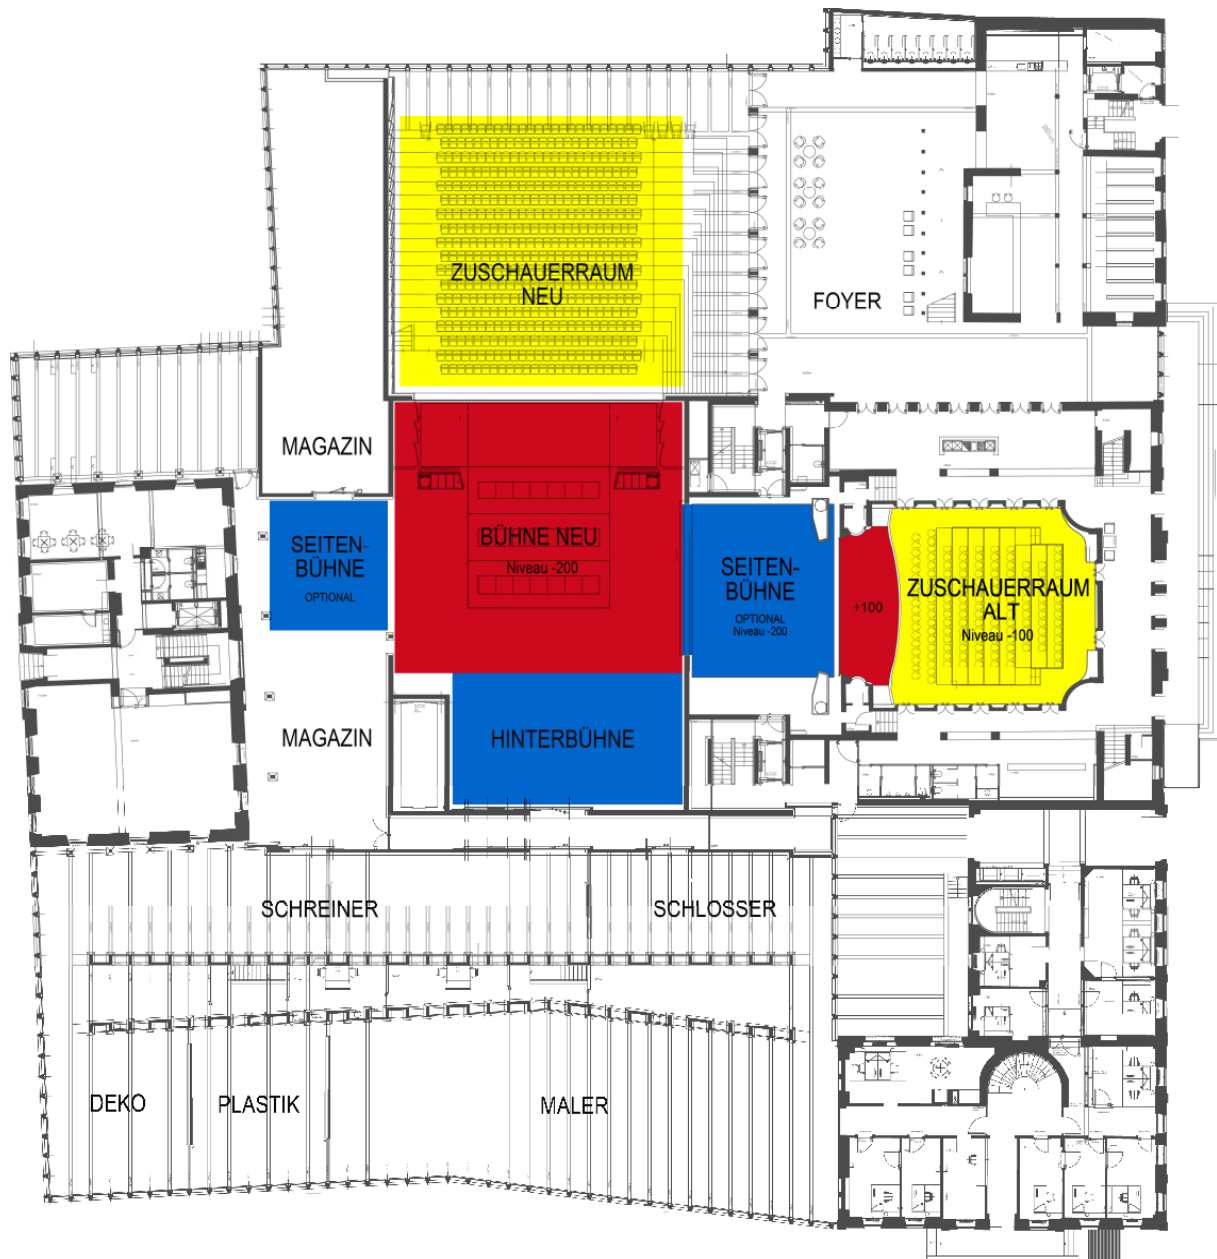 ZUSCHAUERRAUM
NEU
FOYER
MAGAZIN
SEITEN-
BÜHNE
OPTIONAL
BÜHNE NEU
Niveau -200
SEITEN-
BÜHNE
OPTIONAL
Niveau -200
+100
ZUSCHAUERRAUM
ALT
Niveau -100
MAGAZIN
HINTERBÜHNE
SCHREINER
SCHLOSSER
DEKO
PLASTIK
MALER